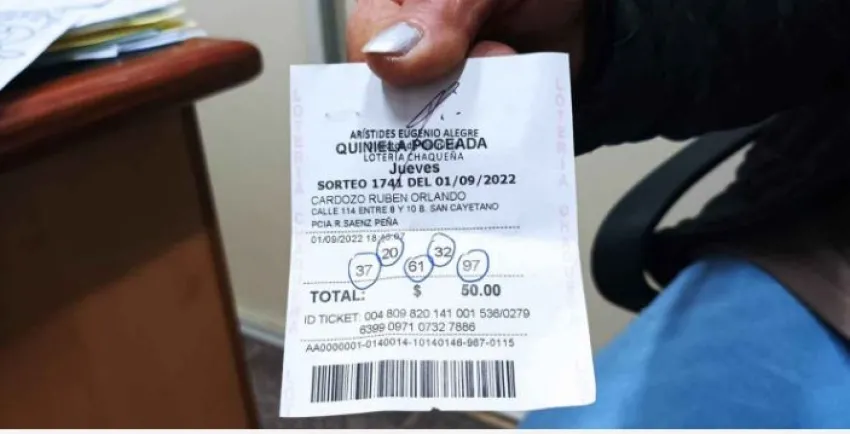 ARÍSTIDES EUGENIO ALEGRE
QUINIELA POCEADA
LOTERÍA CHAQUEÑA
Jueves
SORTEO 1741 DEL 01/09/2022
CARDOZO RUBEN ORLANDO
CALLE 114 ENTRE 8 Y 10 B. SAN CAYETANO
PCIA.R.SAENZ PEÑA
01/09/2022
20 32
37 61 97
TOTAL: $ 50.00
ID TICKET: 004 809 820 141 001 536/0279
6399 0971 0732 7886
AA0000001-0140014-10140146-967-0115